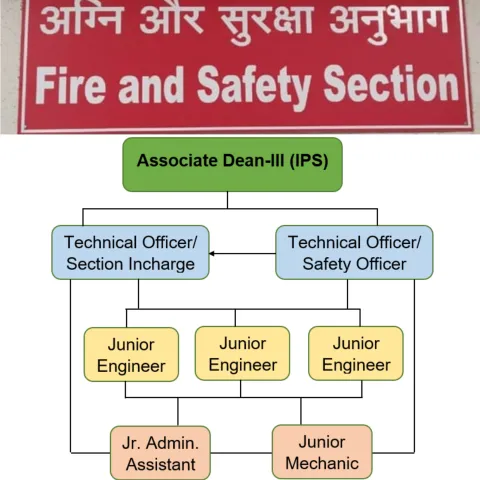 अग्नि और सुरक्षा अनुभाग
Fire and Safety Section
Associate Dean-III (IPS)
Technical Officer/
Section Incharge
Technical Officer/
Safety Officer
Junior
Engineer
Junior
Engineer
Junior
Engineer
Jr. Admin.
Assistant
Junior
Mechanic